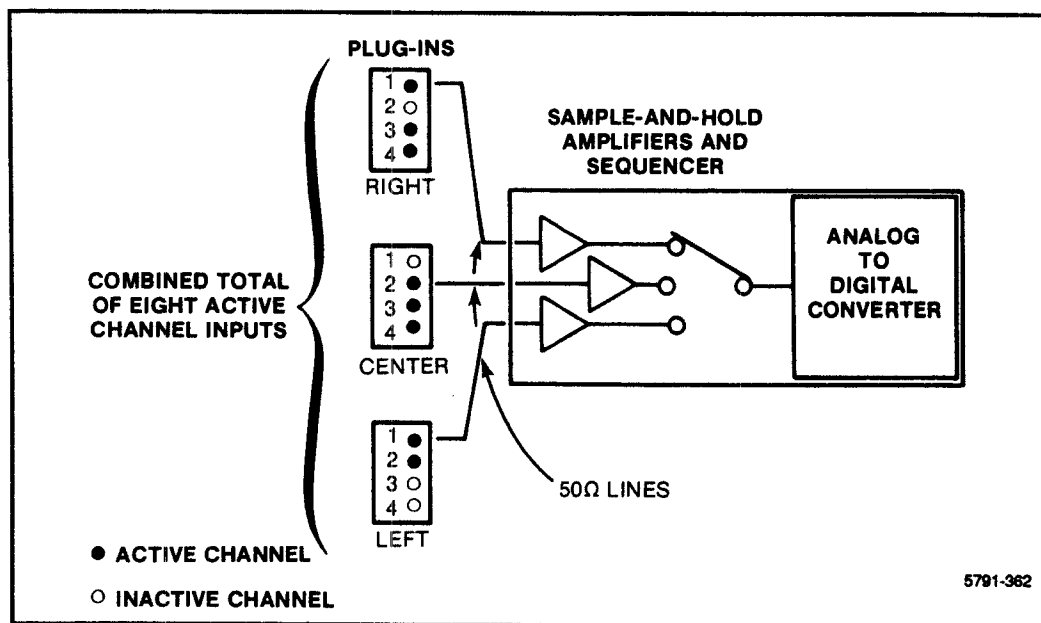 PLUG-INS
1
2
3
4
RIGHT
SAMPLE-AND-HOLD
AMPLIFIERS AND
SEQUENCER
COMBINED TOTAL
OF EIGHT ACTIVE
CHANNEL INPUTS
1
2
3
4
CENTER
ANALOG
TO
DIGITAL
CONVERTER
1
2
3
4
LEFT
50Ω LINES
ACTIVE CHANNEL
INACTIVE CHANNEL
5791-362